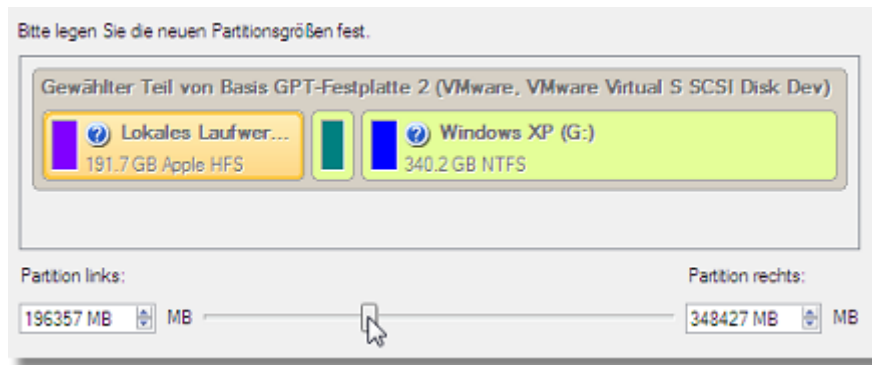 Bitte legen Sie die neuen Partitionsgrößen fest.
Gewählter Teil von Basis GPT-Festplatte 2 (VMware, VMware Virtual S SCSI Disk Dev)
Lokales Laufwer...
191.7 GB Apple HFS
Windows XP (G:)
340.2 GB NTFS
Partition links:
Partition rechts:
196357 MB MB
348427 MB MB